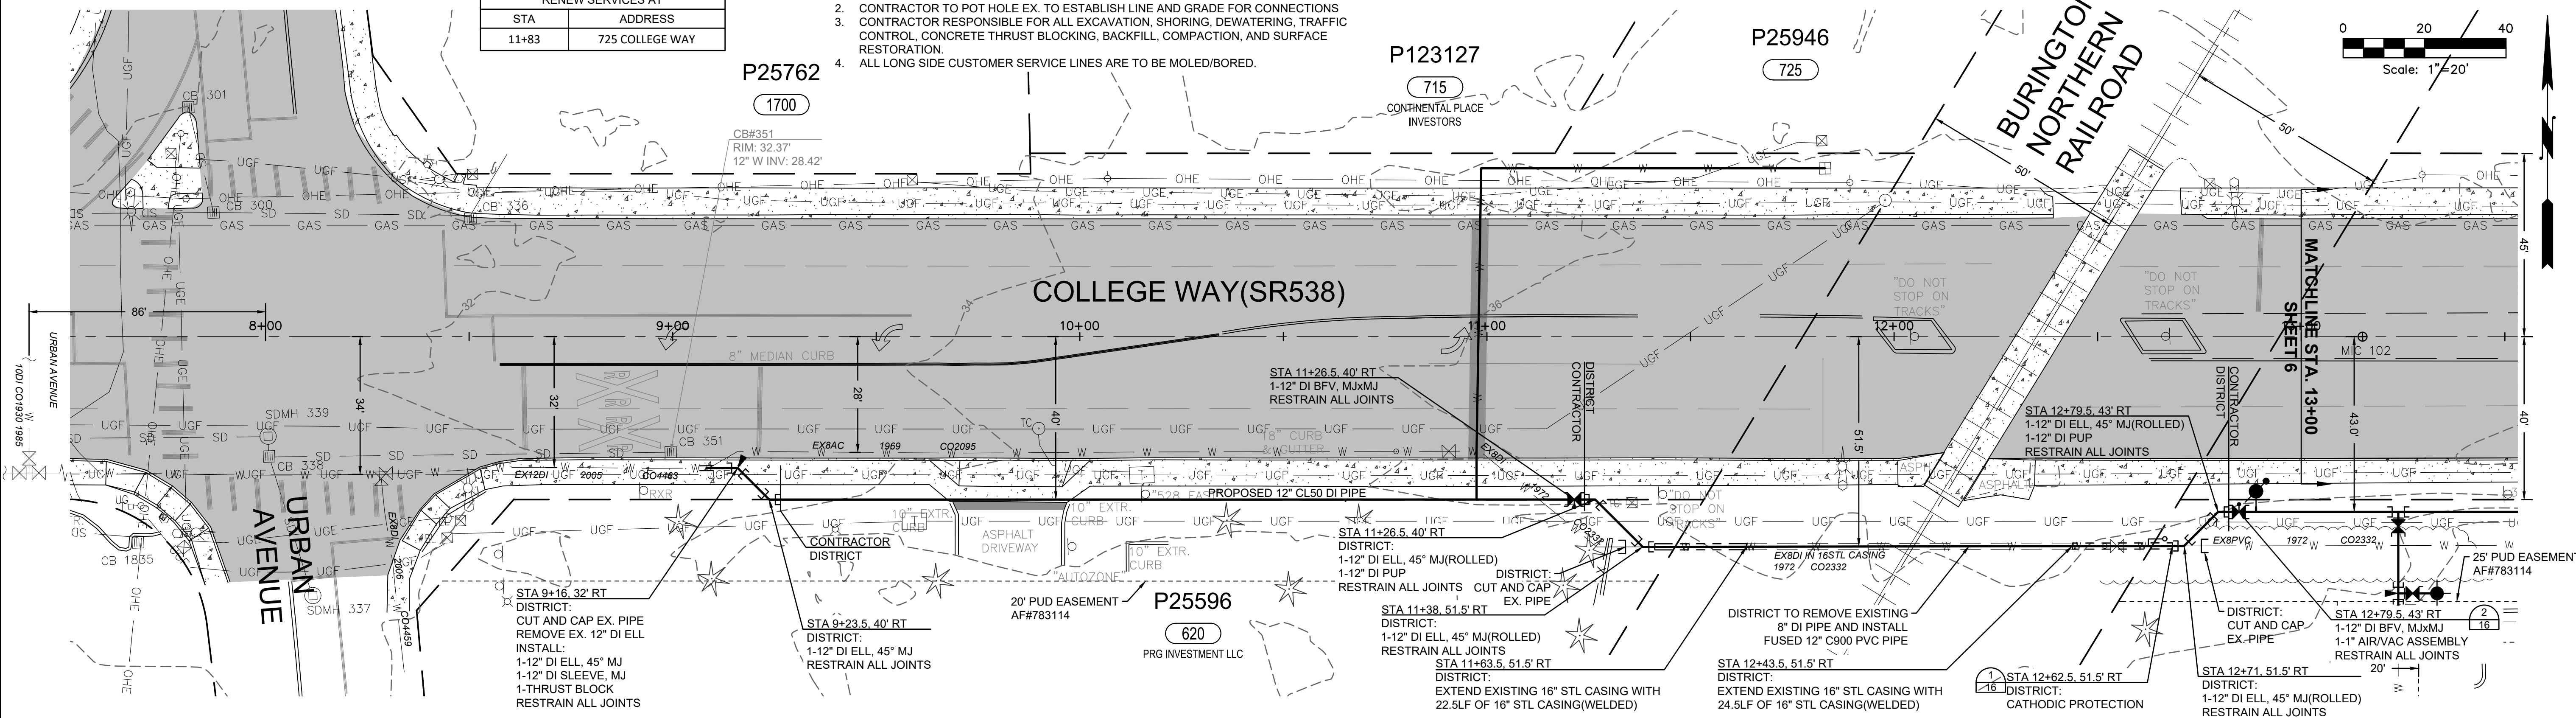 RENEW SERVICES AT
STA ADDRESS
11+83 725 COLLEGE WAY
2. CONTRACTOR TO POT HOLE EX. TO ESTABLISH LINE AND GRADE FOR CONNECTIONS
3. CONTRACTOR RESPONSIBLE FOR ALL EXCAVATION, SHORING, DEWATERING, TRAFFIC
CONTROL, CONCRETE THRUST BLOCKING, BACKFILL, COMPACTION, AND SURFACE
RESTORATION.
4. ALL LONG SIDE CUSTOMER SERVICE LINES ARE TO BE MOLED/BORED.
P25762
1700
P123127
715
CONTINENTAL PLACE
INVESTORS
P25946
725
BURINGTON
NORTHERN
RAILROAD
0 20 40
Scale: 1"=20'
N
CB 301
CB 300
CB 336
CB#351
RIM: 32.37'
12" W INV: 28.42'
50'
50'
45'
40'
COLLEGE WAY(SR538)
86'
8+00
9+00
10+00
11+00
12+00
32
34
36
"DO NOT
STOP ON
TRACKS"
"DO NOT
STOP ON
TRACKS"
MATCHLINE STA. 13+00
SHEET 6
MIC 102
URBAN AVENUE
10DI CO1930 1985
8" MEDIAN CURB
34'
32'
28'
40'
51.5'
43.0'
SDMH 339
CB 338
CB 351
TC
EX8AC 1969 CO2095
EX12DI 2005 CO4463
RXR
18" CURB
& GUTTER
STA 11+26.5, 40' RT
1-12" DI BFV, MJxMJ
RESTRAIN ALL JOINTS
DISTRICT
CONTRACTOR
EX8DI
1972
CO2332
PROPOSED 12" CL50 DI PIPE
STA 12+79.5, 43' RT
1-12" DI ELL, 45° MJ(ROLLED)
1-12" DI PUP
RESTRAIN ALL JOINTS
CONTRACTOR
DISTRICT
ASPHALT
"DO NOT
STOP ON
TRACKS"
URBAN
AVENUE
CB 1835
SDMH 337
EX8DI
2006
CO4459
10" EXTR.
CURB
ASPHALT
DRIVEWAY
10" EXTR.
CURB
10" EXTR.
CURB
"AUTOZONE"
CONTRACTOR
DISTRICT
STA 9+16, 32' RT
DISTRICT:
CUT AND CAP EX. PIPE
REMOVE EX. 12" DI ELL
INSTALL:
1-12" DI ELL, 45° MJ
1-12" DI SLEEVE, MJ
1-THRUST BLOCK
RESTRAIN ALL JOINTS
STA 9+23.5, 40' RT
DISTRICT:
1-12" DI ELL, 45° MJ
RESTRAIN ALL JOINTS
20' PUD EASEMENT
AF#783114
P25596
620
PRG INVESTMENT LLC
STA 11+26.5, 40' RT
DISTRICT:
1-12" DI ELL, 45° MJ(ROLLED)
1-12" DI PUP
RESTRAIN ALL JOINTS
DISTRICT:
CUT AND CAP
EX. PIPE
STA 11+38, 51.5' RT
DISTRICT:
1-12" DI ELL, 45° MJ(ROLLED)
RESTRAIN ALL JOINTS
STA 11+63.5, 51.5' RT
DISTRICT:
EXTEND EXISTING 16" STL CASING WITH
22.5LF OF 16" STL CASING(WELDED)
EX8DI IN 16STL CASING
1972 CO2332
DISTRICT TO REMOVE EXISTING
8" DI PIPE AND INSTALL
FUSED 12" C900 PVC PIPE
STA 12+43.5, 51.5' RT
DISTRICT:
EXTEND EXISTING 16" STL CASING WITH
24.5LF OF 16" STL CASING(WELDED)
1
16
STA 12+62.5, 51.5' RT
DISTRICT:
CATHODIC PROTECTION
STA 12+71, 51.5' RT
DISTRICT:
1-12" DI ELL, 45° MJ(ROLLED)
RESTRAIN ALL JOINTS
EX8PVC 1972 CO2332
DISTRICT:
CUT AND CAP
EX. PIPE
STA 12+79.5, 43' RT
1-12" DI BFV, MJxMJ
1-1" AIR/VAC ASSEMBLY
RESTRAIN ALL JOINTS
20'
2
16
25' PUD EASEMENT
AF#783114